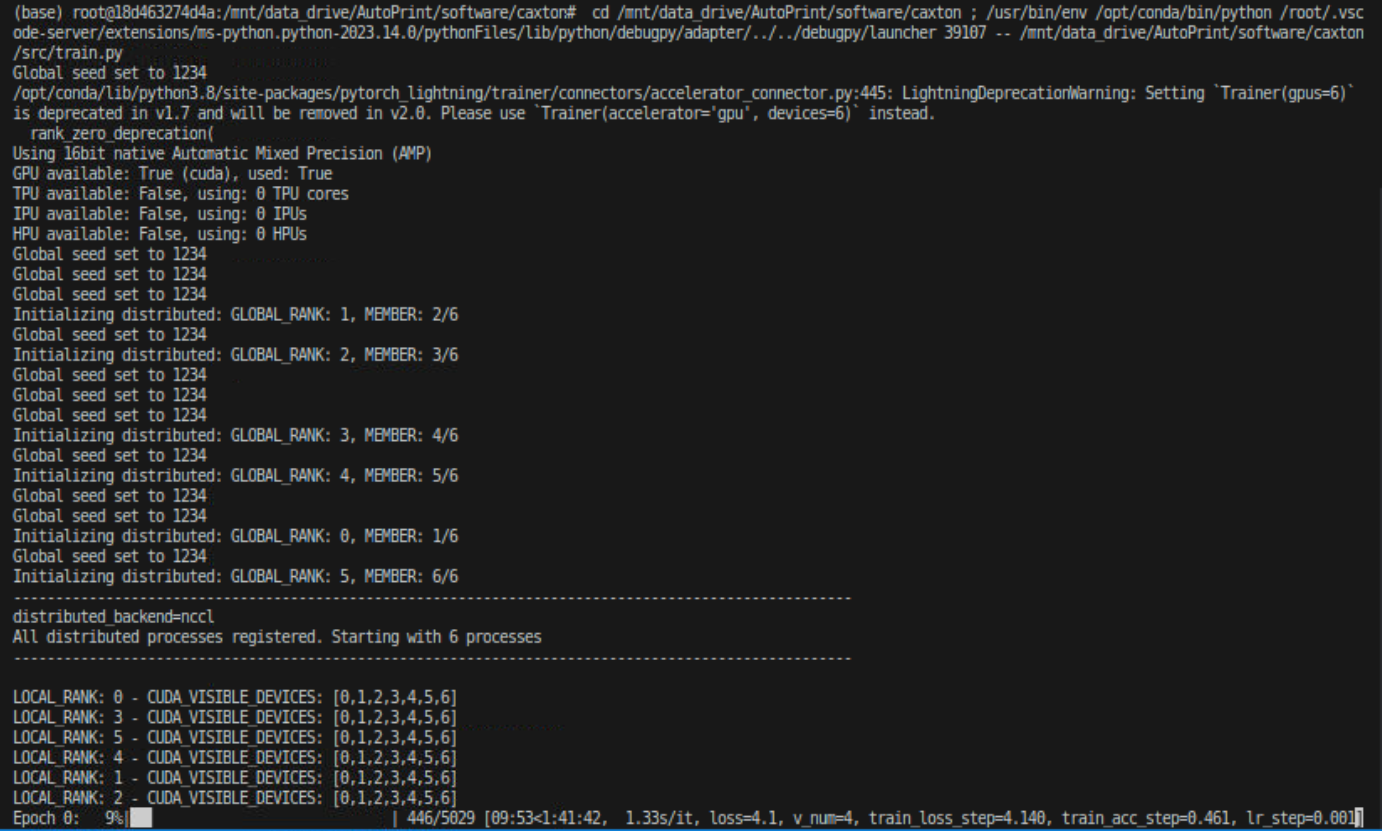 (base) root@18d463274d4a:/mnt/data_drive/AutoPrint/software/caxton#  cd /mnt/data_drive/AutoPrint/software/caxton ; /usr/bin/env /opt/conda/bin/python /root/.vsc
ode-server/extensions/ms-python.python-2023.14.0/pythonFiles/lib/python/debugpy/adapter/../../debugpy/launcher 39107 -- /mnt/data_drive/AutoPrint/software/caxton
/src/train.py
Global seed set to 1234
/opt/conda/lib/python3.8/site-packages/pytorch_lightning/trainer/connectors/accelerator_connector.py:445: LightningDeprecationWarning: Setting `Trainer(gpus=6)`
is deprecated in v1.7 and will be removed in v2.0. Please use `Trainer(accelerator='gpu', devices=6)` instead.
  rank_zero_deprecation(
Using 16bit native Automatic Mixed Precision (AMP)
GPU available: True (cuda), used: True
TPU available: False, using: 0 TPU cores
IPU available: False, using: 0 IPUs
HPU available: False, using: 0 HPUs
Global seed set to 1234
Global seed set to 1234
Global seed set to 1234
Initializing distributed: GLOBAL_RANK: 1, MEMBER: 2/6
Global seed set to 1234
Initializing distributed: GLOBAL_RANK: 2, MEMBER: 3/6
Global seed set to 1234
Global seed set to 1234
Global seed set to 1234
Initializing distributed: GLOBAL_RANK: 3, MEMBER: 4/6
Global seed set to 1234
Initializing distributed: GLOBAL_RANK: 4, MEMBER: 5/6
Global seed set to 1234
Global seed set to 1234
Initializing distributed: GLOBAL_RANK: 0, MEMBER: 1/6
Global seed set to 1234
Initializing distributed: GLOBAL_RANK: 5, MEMBER: 6/6
----------------------------------------------------------------------------------------------------
distributed_backend=nccl
All distributed processes registered. Starting with 6 processes
----------------------------------------------------------------------------------------------------
LOCAL_RANK: 0 - CUDA_VISIBLE_DEVICES: [0,1,2,3,4,5,6]
LOCAL_RANK: 3 - CUDA_VISIBLE_DEVICES: [0,1,2,3,4,5,6]
LOCAL_RANK: 5 - CUDA_VISIBLE_DEVICES: [0,1,2,3,4,5,6]
LOCAL_RANK: 4 - CUDA_VISIBLE_DEVICES: [0,1,2,3,4,5,6]
LOCAL_RANK: 1 - CUDA_VISIBLE_DEVICES: [0,1,2,3,4,5,6]
LOCAL_RANK: 2 - CUDA_VISIBLE_DEVICES: [0,1,2,3,4,5,6]
Epoch 0:   9%|██                            | 446/5029 [09:53<1:41:42,  1.33s/it, loss=4.1, v_num=4, train_loss_step=4.140, train_acc_step=0.461, lr_step=0.001]